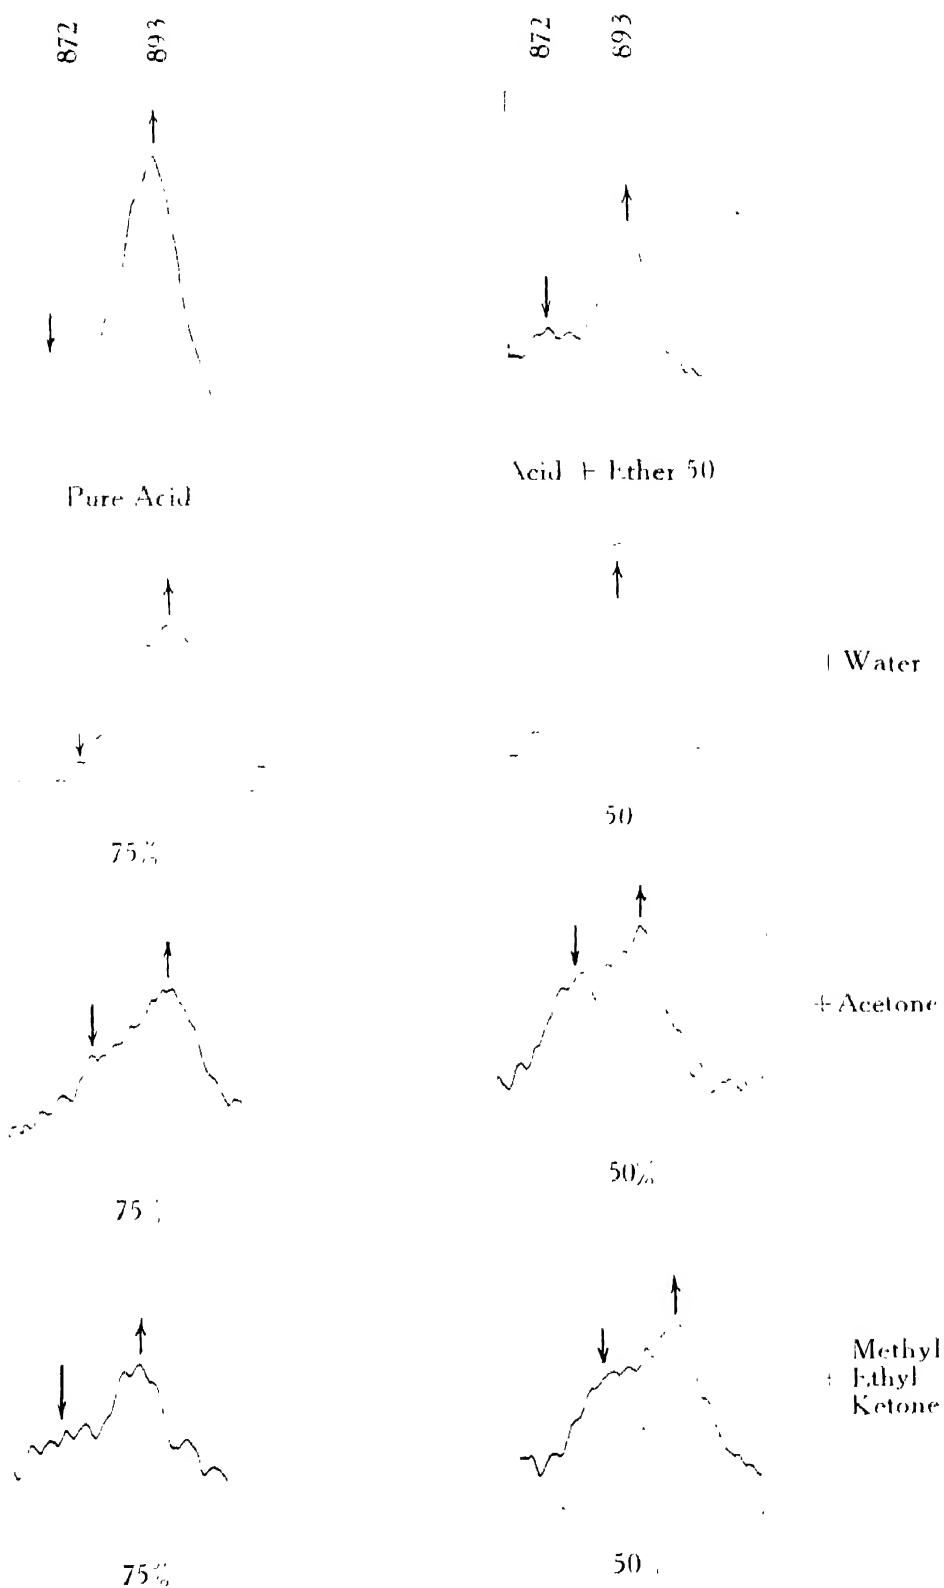 872 893 872 893
Pure Acid
Acid + Ether 50
+ Water
75%
50
+ Acetone
75
50%
Methyl
+ Ethyl
Ketone
75%
50